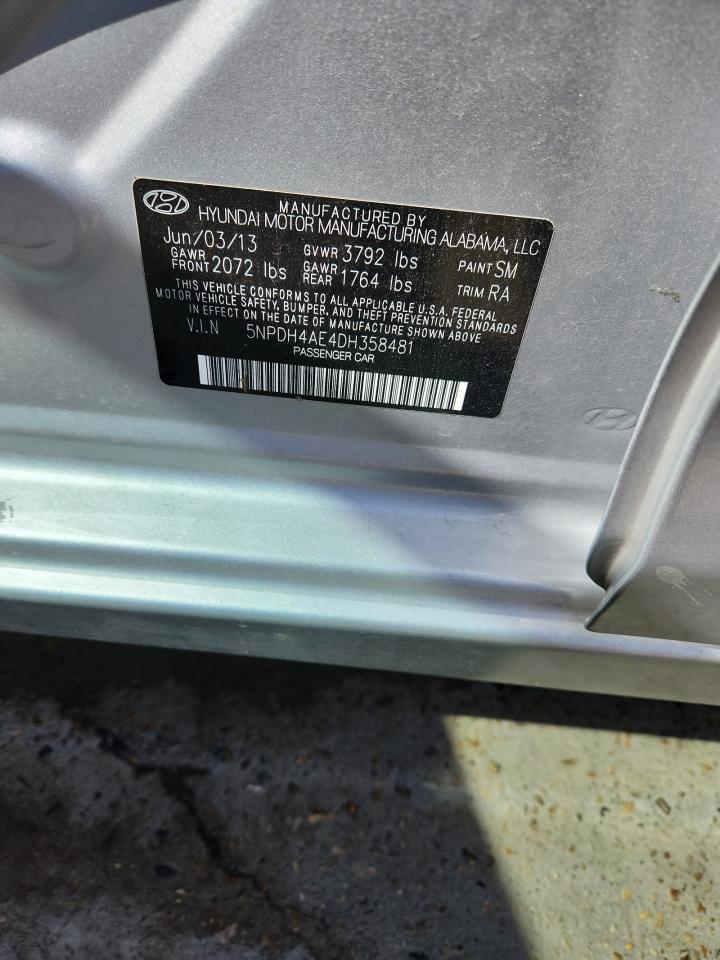 MANUFACTURED BY
HYUNDAI MOTOR MANUFACTURING ALABAMA, LLC
Jun/03/13 GVWR 3792 lbs PAINT SM
GAWR FRONT 2072 lbs GAWR REAR 1764 lbs TRIM RA
THIS VEHICLE CONFORMS TO ALL APPLICABLE U.S.A. FEDERAL
MOTOR VEHICLE SAFETY, BUMPER, AND THEFT PREVENTION STANDARDS
IN EFFECT ON THE DATE OF MANUFACTURE SHOWN ABOVE
V.I.N 5NPDH4AE4DH358481
PASSENGER CAR